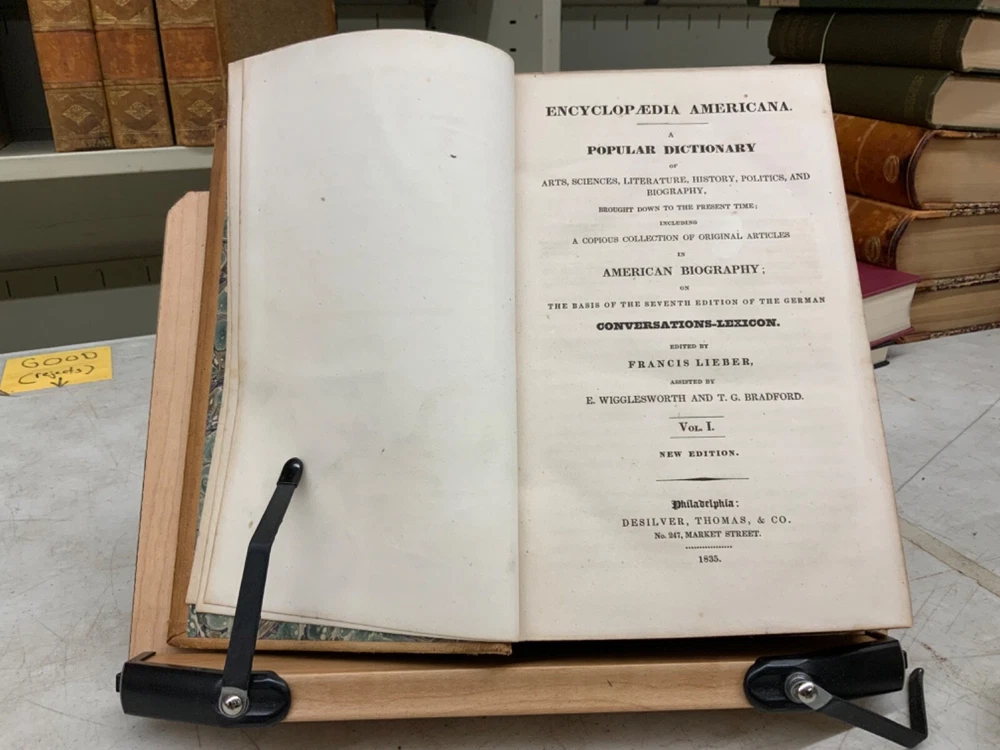 ENCYCLOPÆDIA AMERICANA.
A
POPULAR DICTIONARY
OF
ARTS, SCIENCES, LITERATURE, HISTORY, POLITICS, AND
BIOGRAPHY,
BROUGHT DOWN TO THE PRESENT TIME;
INCLUDING
A COPIOUS COLLECTION OF ORIGINAL ARTICLES
IN
AMERICAN BIOGRAPHY;
ON
THE BASIS OF THE SEVENTH EDITION OF THE GERMAN
CONVERSATIONS-LEXICON.
EDITED BY
FRANCIS LIEBER,
ASSISTED BY
E. WIGGLESWORTH AND T. G. BRADFORD.
VOL. I.
NEW EDITION.
Philadelphia:
DESILVER, THOMAS, & CO.
No. 247, MARKET STREET.
1835.
GOOD
(rejects)